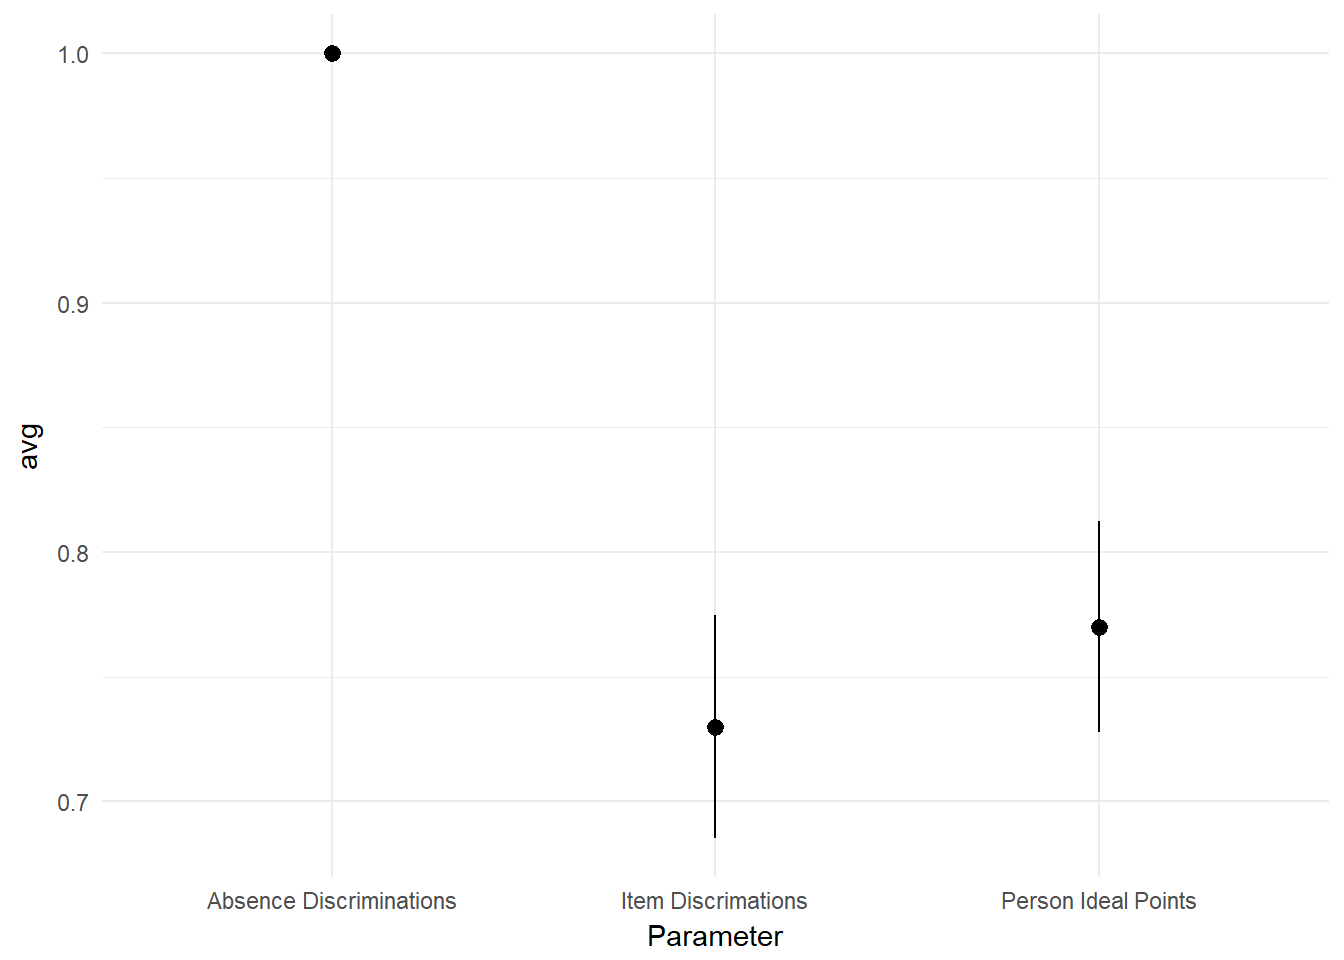 1.0
0.9
0.8
0.7
avg
Absence Discriminations
Item Discrimations
Person Ideal Points
Parameter